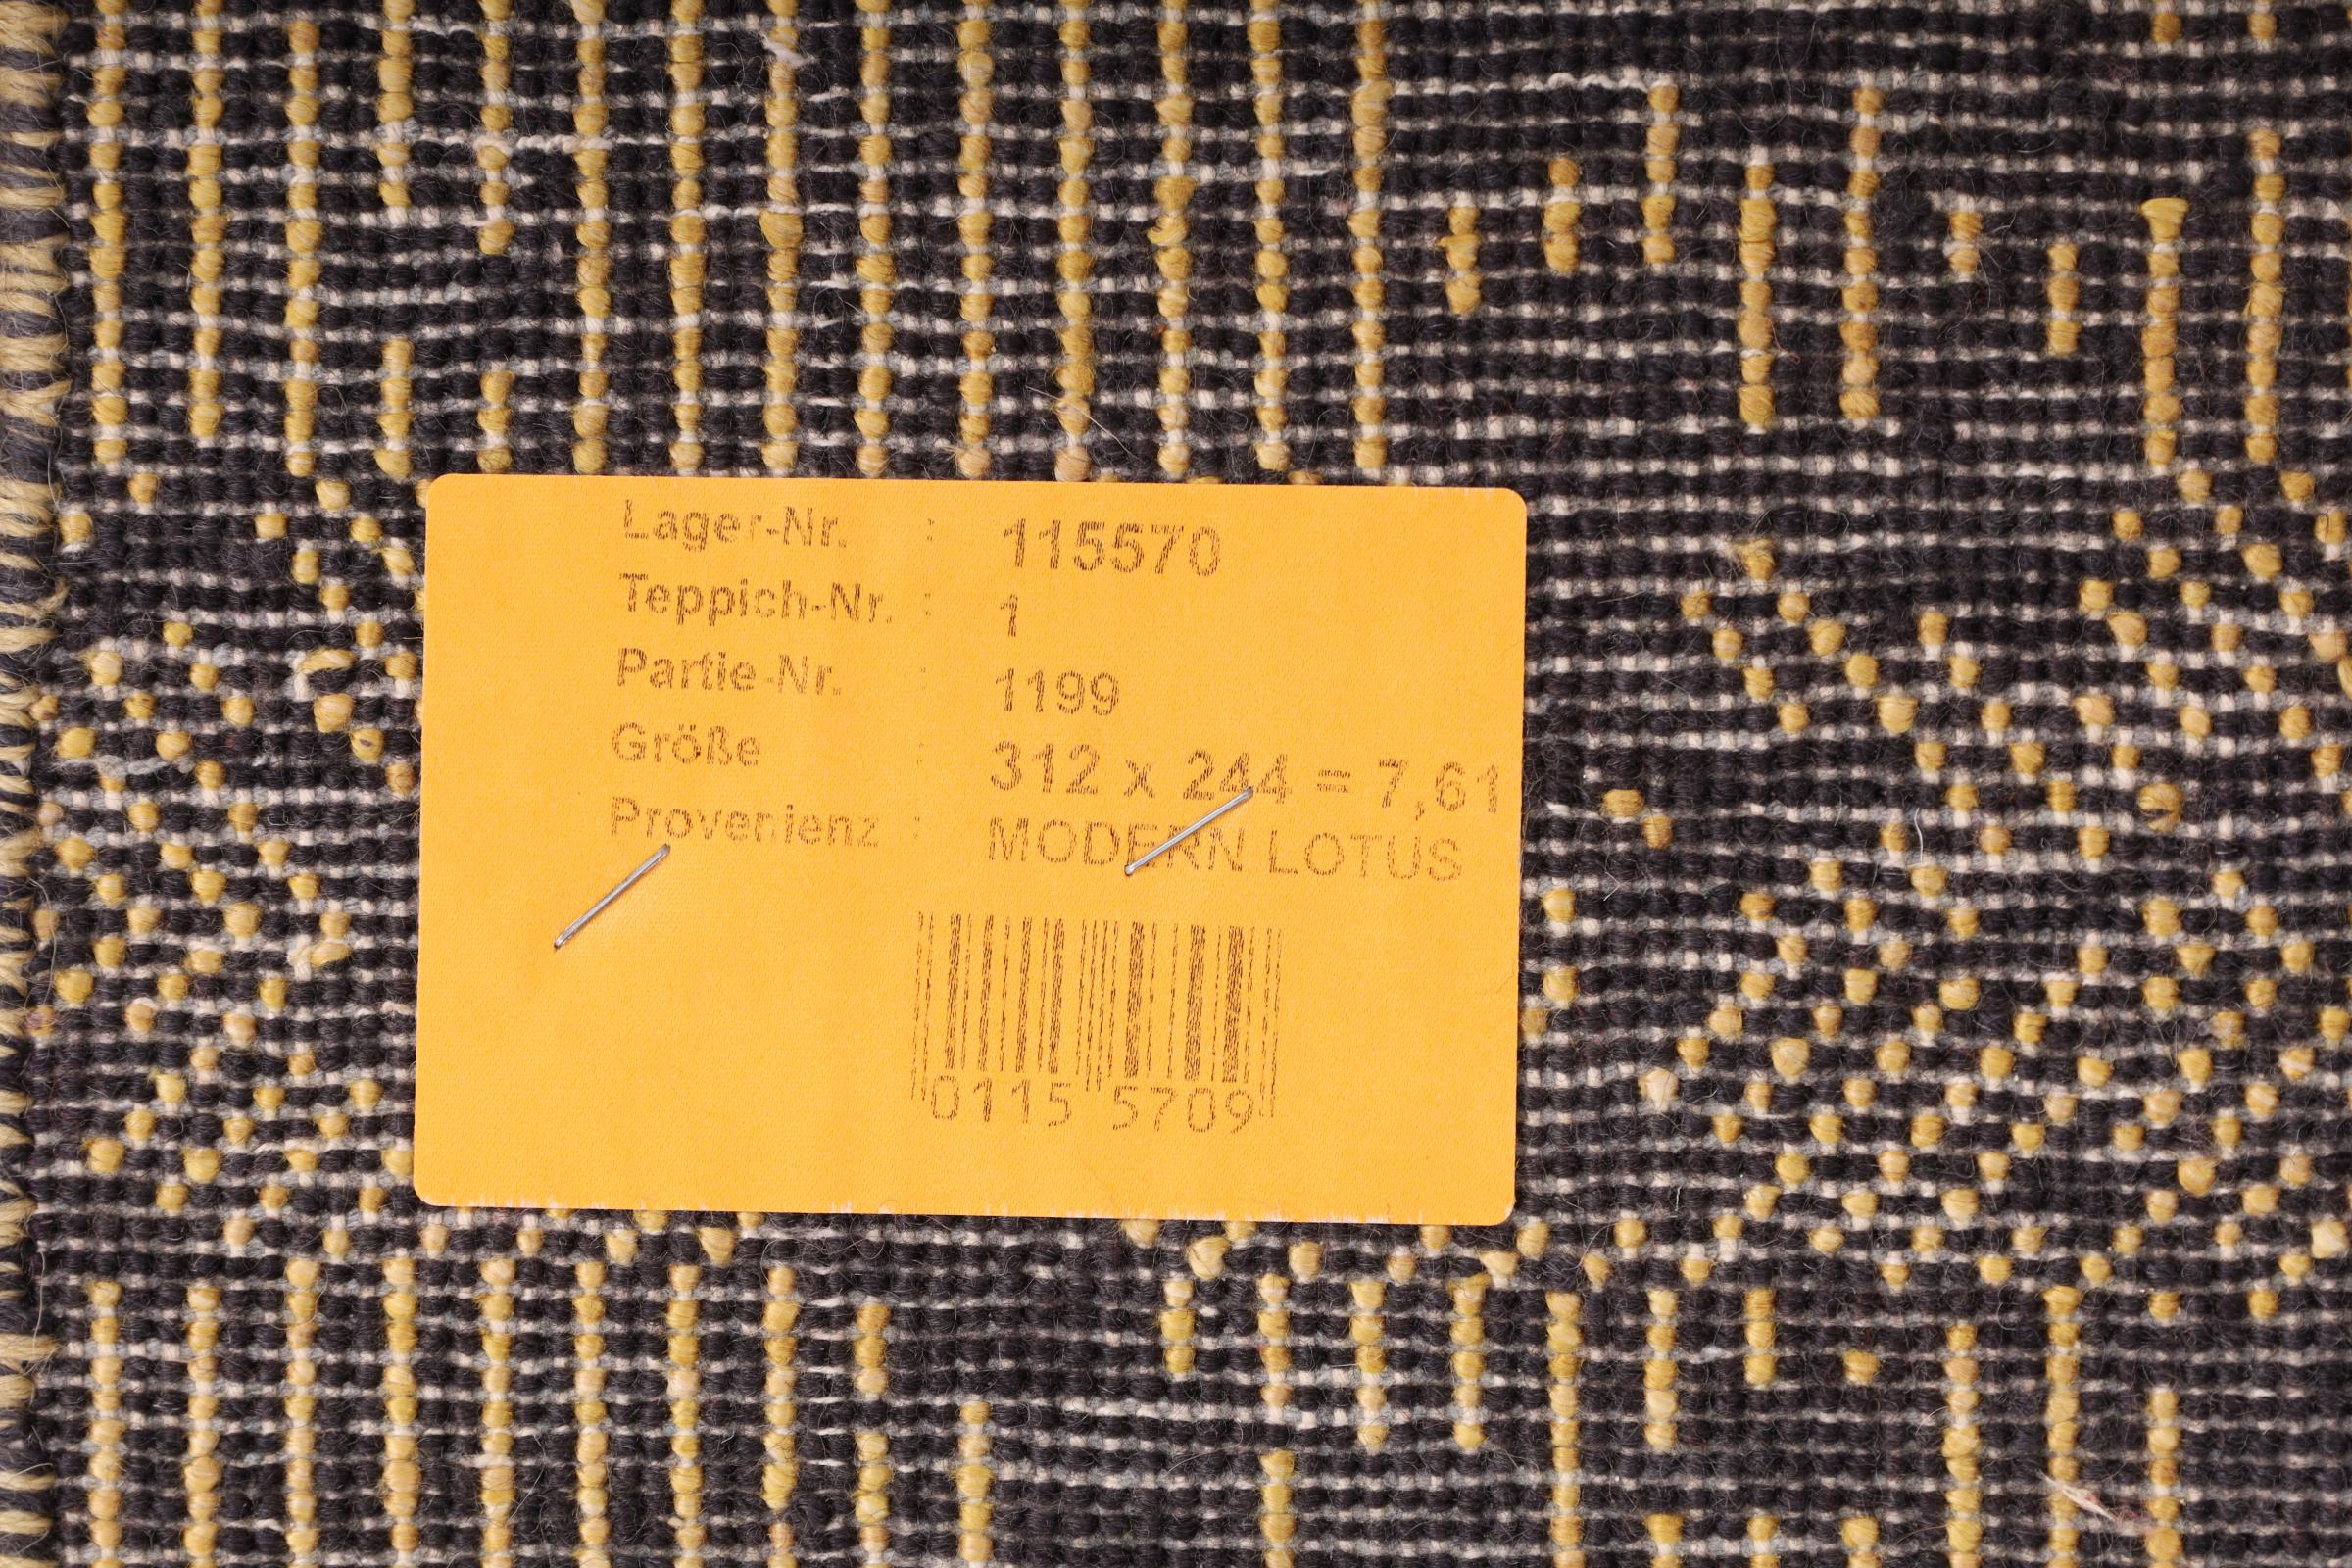 Lager-Nr. : 115570
Teppich-Nr. : 1
Partie-Nr. : 1199
Größe : 312 x 244 = 7,61
Provenienz : MODERN LOTUS
0115 5709